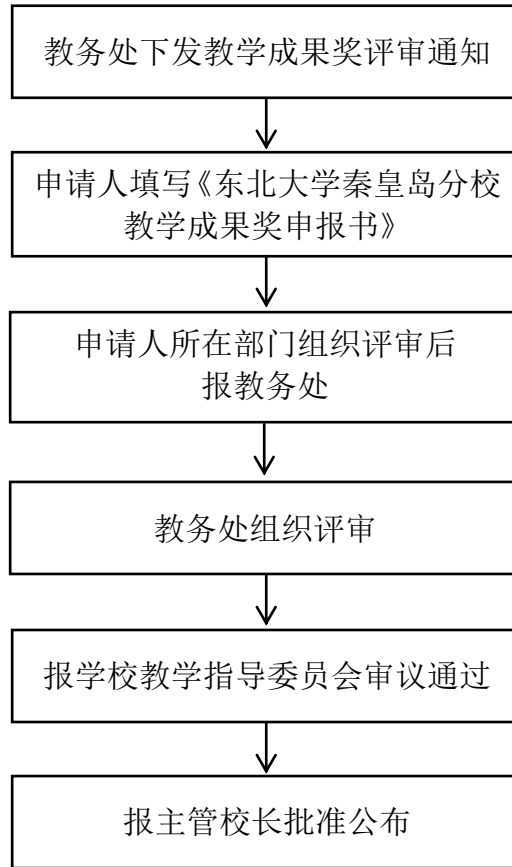 教务处下发教学成果奖评审通知
申请人填写《东北大学秦皇岛分校
教学成果奖申报书》
申请人所在部门组织评审后
报教务处
教务处组织评审
报学校教学指导委员会审议通过
报主管校长批准公布